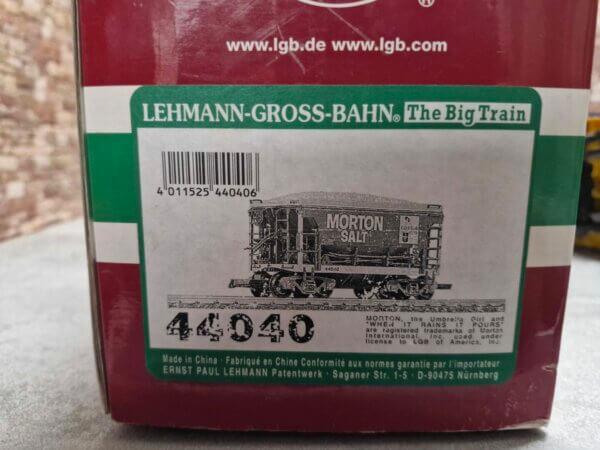 ®
www.lgb.de www.lgb.com
LEHMANN-GROSS-BAHN® The Big Train
4 011525 440406
MORTON
SALT
44040
MORTON, the Umbrella Girl and
"WHEN IT RAINS IT POURS"
are registered trademarks of Morton
International, Inc. used under
license to LGB of America, Inc.
Made in China · Fabriqué en Chine Conformité aux normes garantie par l'importateur
ERNST PAUL LEHMANN Patentwerk · Saganer Str. 1-5 · D-90475 Nürnberg